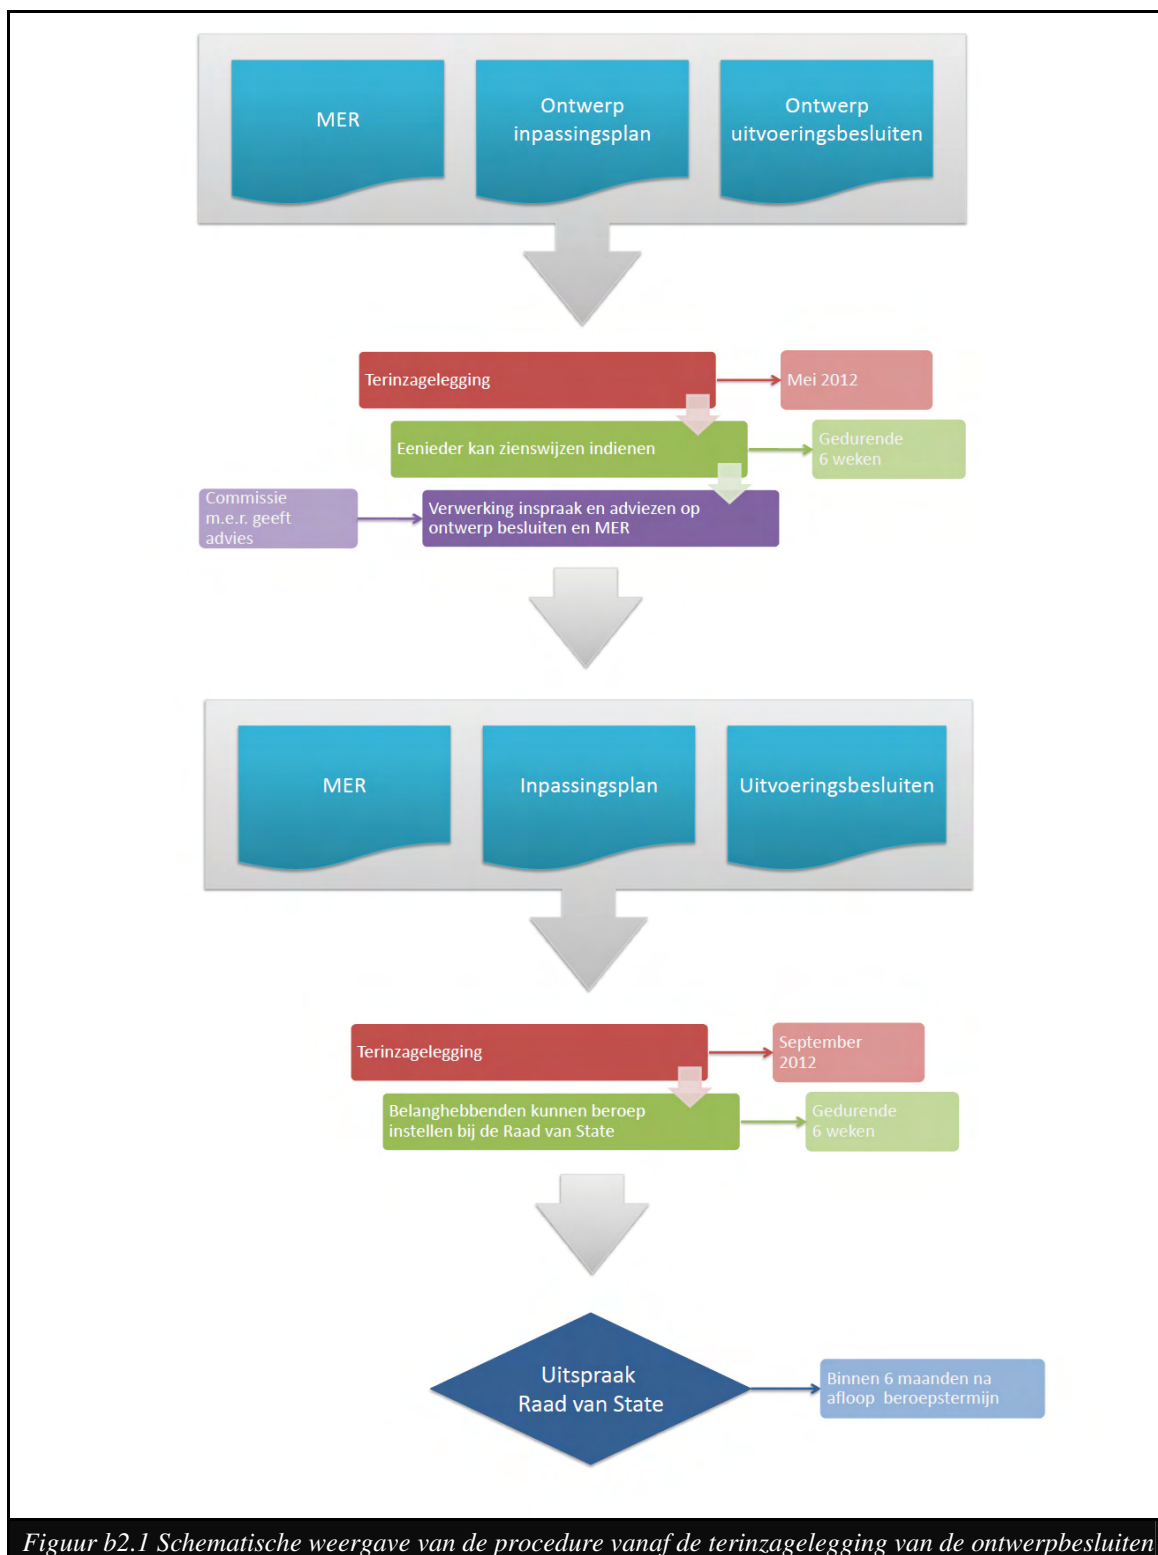 MER
Ontwerp
inpassingsplan
Ontwerp
uitvoeringsbesluiten
Terinzagelegging
Mei 2012
Eenieder kan zienswijzen indienen
Gedurende
6 weken
Commissie
m.e.r. geeft
advies
Verwerking inspraak en adviezen op
ontwerp besluiten en MER
MER
Inpassingsplan
Uitvoeringsbesluiten
Terinzagelegging
September
2012
Belanghebbenden kunnen beroep
instellen bij de Raad van State
Gedurende
6 weken
Uitspraak
Raad van State
Binnen 6 maanden na
afloop beroepstermijn
Figuur b2.1 Schematische weergave van de procedure vanaf de terinzagelegging van de ontwerpbesluiten